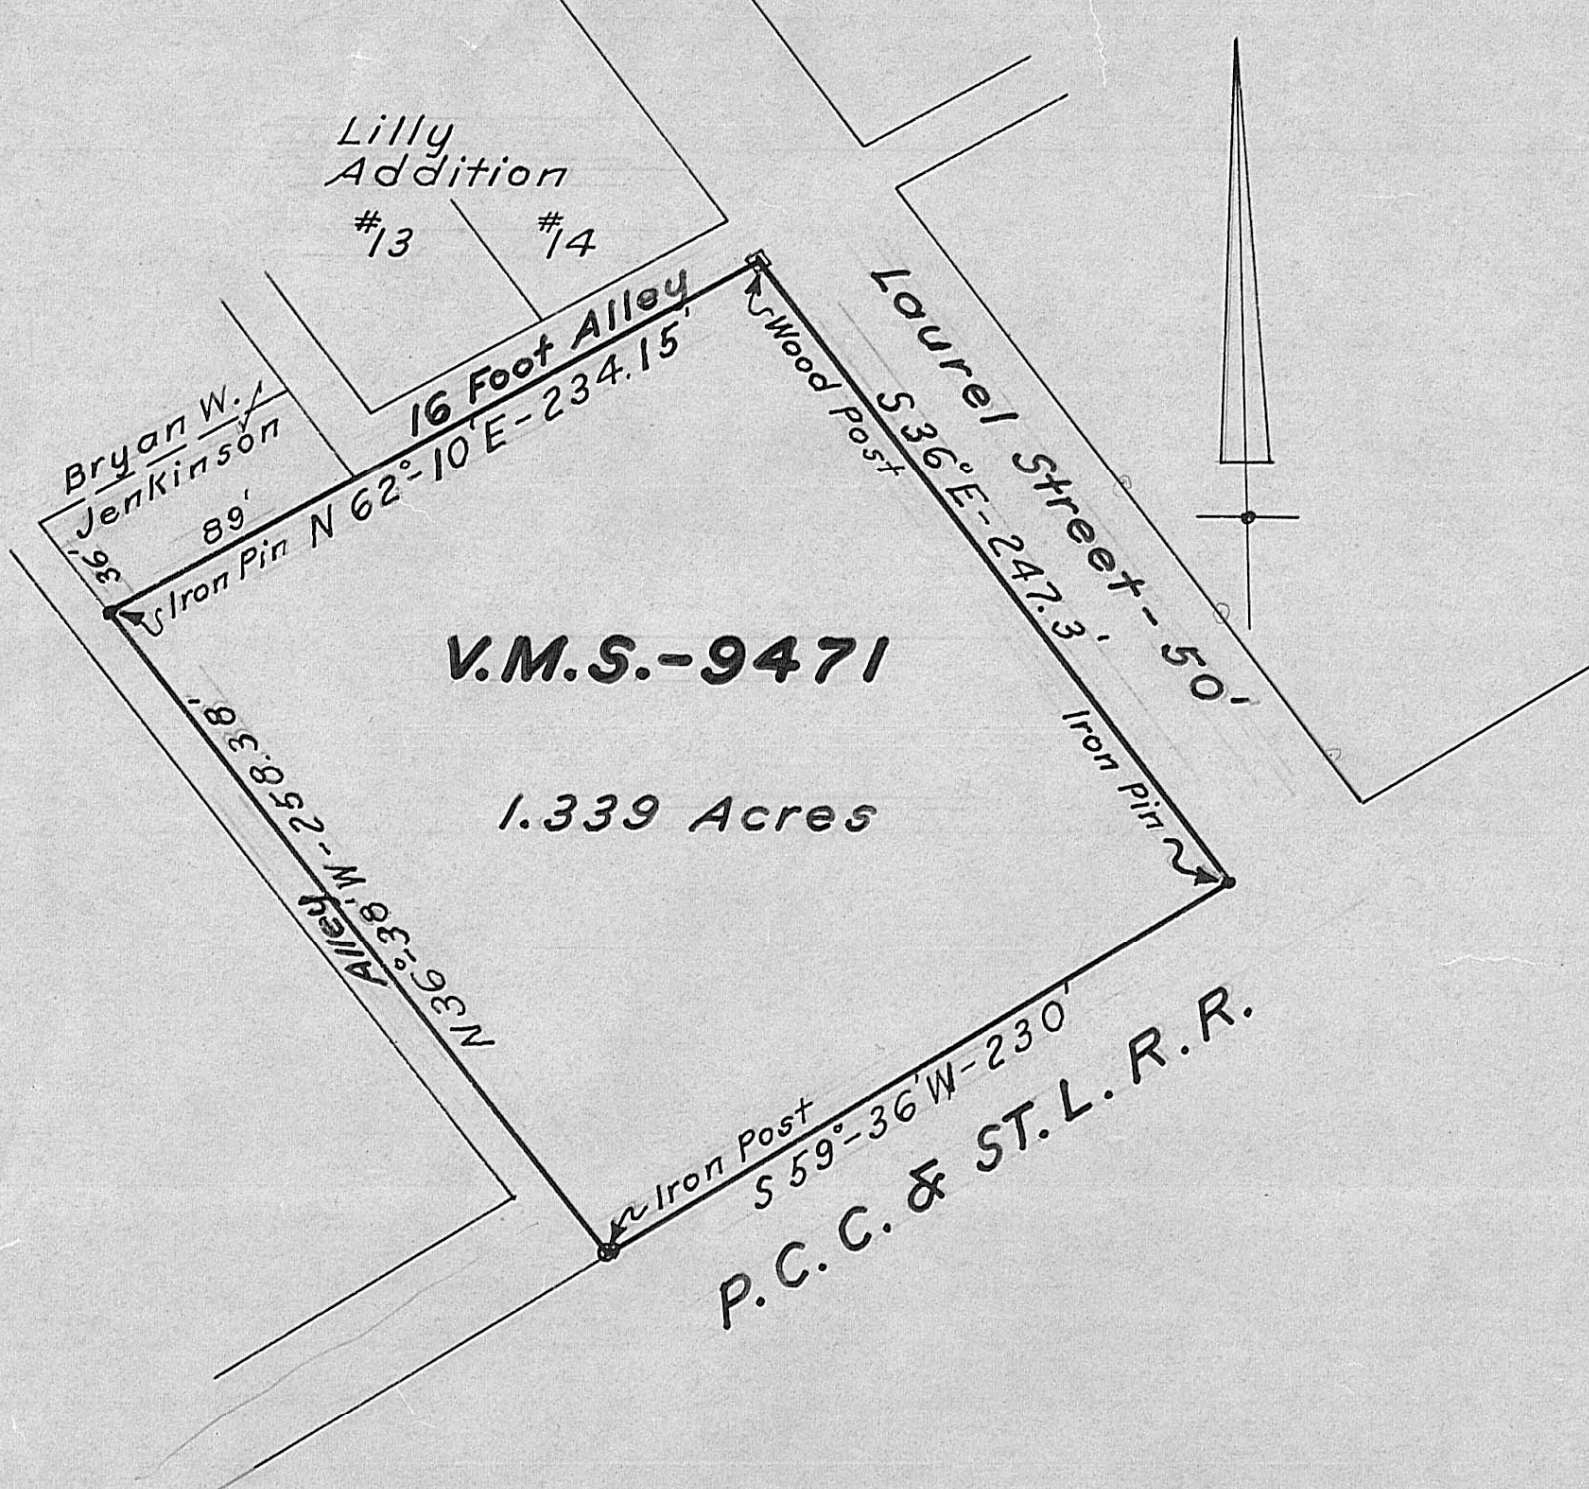 Lilly
Addition
#13
#14
16 Foot Alley
N 62°-10'E-234.15'
Wood Post
Laurel Street-50'
S 36°E-247.3'
Bryan W.
Jenkinson
89'
36'
Iron Pin
V.M.S.-9471
1.339 Acres
Iron Pin
N 36°-38'W-258.38'
Alley
Iron Post
S 59°-36'W-230'
P.C.C. & ST. L. R. R.